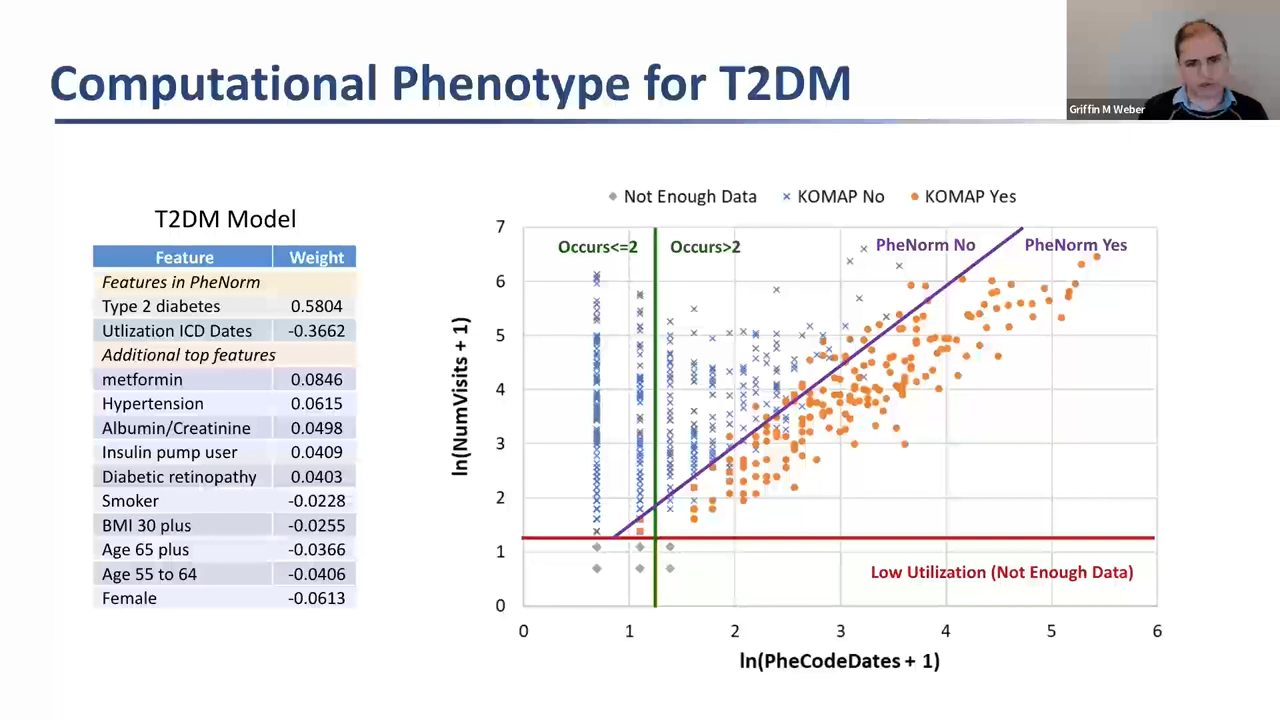 Computational Phenotype for T2DM
Griffin M Weber
T2DM Model
Feature Weight
Features in PheNorm
Type 2 diabetes 0.5804
Utlization ICD Dates -0.3662
Additional top features
metformin 0.0846
Hypertension 0.0615
Albumin/Creatinine 0.0498
Insulin pump user 0.0409
Diabetic retinopathy 0.0403
Smoker -0.0228
BMI 30 plus -0.0255
Age 65 plus -0.0366
Age 55 to 64 -0.0406
Female -0.0613
Not Enough Data KOMAP No KOMAP Yes
Occurs<=2 Occurs>2 PheNorm No PheNorm Yes
ln(NumVisits + 1)
7
6
5
4
3
2
1
0
Low Utilization (Not Enough Data)
0 1 2 3 4 5 6
ln(PheCodeDates + 1)